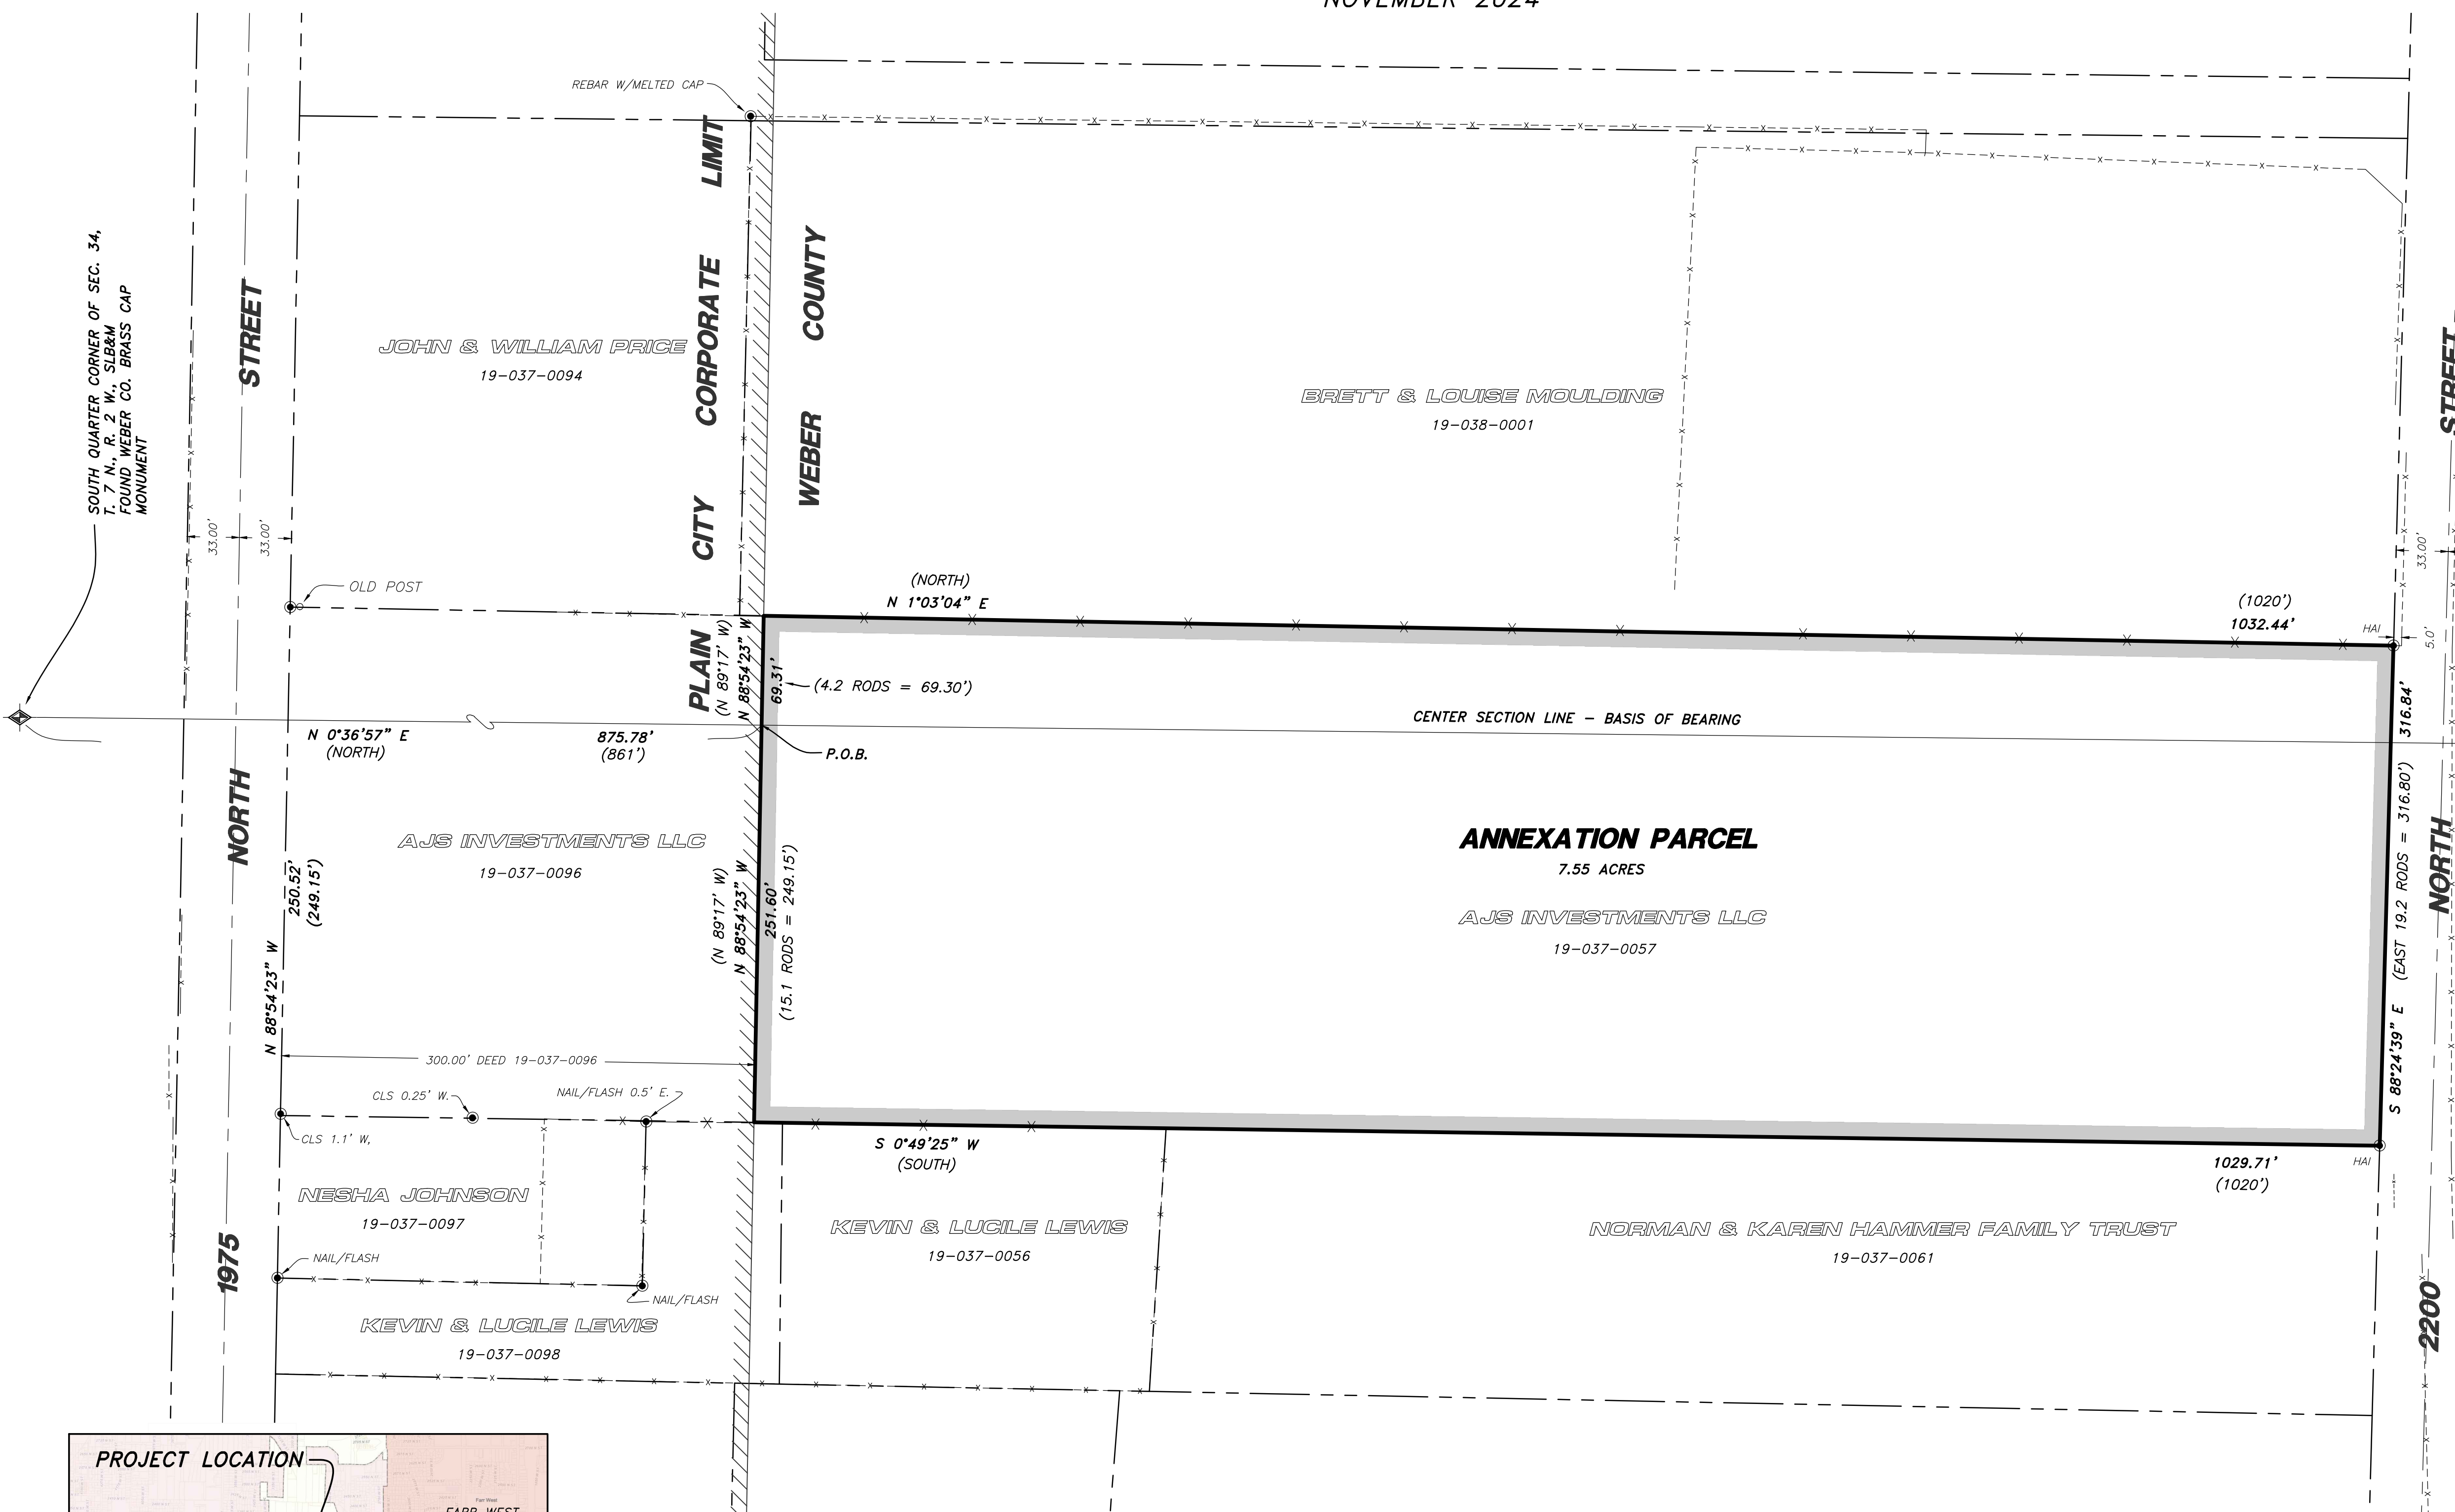 NOVEMBER 2024
REBAR W/MELTED CAP
SOUTH QUARTER CORNER OF SEC. 34,
T. 7 N., R. 2 W., SLB&M
FOUND WEBER CO. BRASS CAP
MONUMENT
1975 NORTH STREET
PLAIN CITY CORPORATE LIMIT
WEBER COUNTY
JOHN & WILLIAM PRICE
19-037-0094
BRETT & LOUISE MOULDING
19-038-0001
33.00'
33.00'
33.00'
5.0'
OLD POST
(NORTH)
N 1°03'04" E
(1020')
1032.44'
HAI
(N 89°17' W)
N 88°54'23" W
69.31'
(4.2 RODS = 69.30')
CENTER SECTION LINE - BASIS OF BEARING
316.84'
N 0°36'57" E
(NORTH)
875.78'
(861')
P.O.B.
AJS INVESTMENTS LLC
19-037-0096
250.52'
(249.15')
N 88°54'23" W
(N 89°17' W)
N 88°54'23" W
251.60'
(15.1 RODS = 249.15')
ANNEXATION PARCEL
7.55 ACRES
AJS INVESTMENTS LLC
19-037-0057
S 88°24'39" E
(EAST 19.2 RODS = 316.80')
2200 NORTH STREET
300.00' DEED 19-037-0096
CLS 0.25' W.
NAIL/FLASH 0.5' E.
CLS 1.1' W,
S 0°49'25" W
(SOUTH)
1029.71'
(1020')
HAI
NESHA JOHNSON
19-037-0097
NAIL/FLASH
NAIL/FLASH
KEVIN & LUCILE LEWIS
19-037-0056
NORMAN & KAREN HAMMER FAMILY TRUST
19-037-0061
KEVIN & LUCILE LEWIS
19-037-0098
PROJECT LOCATION
Farr West
FARR WEST